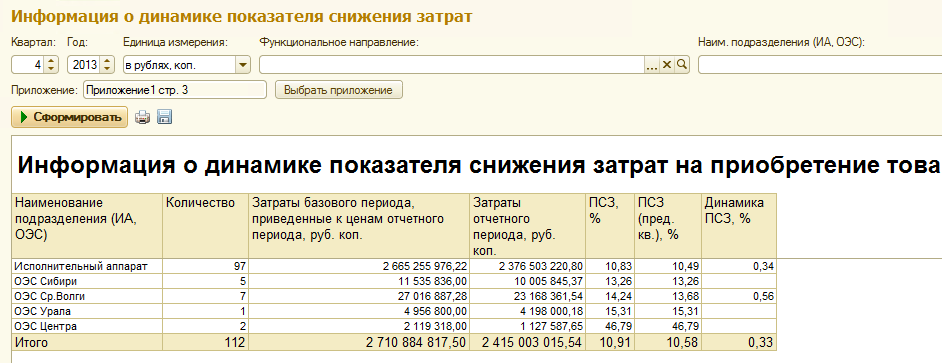 Информация о динамике показателя снижения затрат
Квартал: Год: Единица измерения: Функциональное направление: Наим. подразделения (ИА, ОЭС):
4 2013 в рублях, коп. ...
Приложение: Приложение1 стр. 3 Выбрать приложение
Сформировать
Информация о динамике показателя снижения затрат на приобретение това
Наименование подразделения (ИА, ОЭС) Количество Затраты базового периода, приведенные к ценам отчетного периода, руб. коп. Затраты отчетного периода, руб. коп. ПСЗ, % ПСЗ (пред. кв.), % Динамика ПСЗ, %
Исполнительный аппарат 97 2 665 255 976,22 2 376 503 220,80 10,83 10,49 0,34
ОЭС Сибири 5 11 535 836,00 10 005 845,37 13,26 13,26
ОЭС Ср.Волги 7 27 016 887,28 23 168 361,54 14,24 13,68 0,56
ОЭС Урала 1 4 956 800,00 4 198 000,18 15,31 15,31
ОЭС Центра 2 2 119 318,00 1 127 587,65 46,79 46,79
Итого 112 2 710 884 817,50 2 415 003 015,54 10,91 10,58 0,33